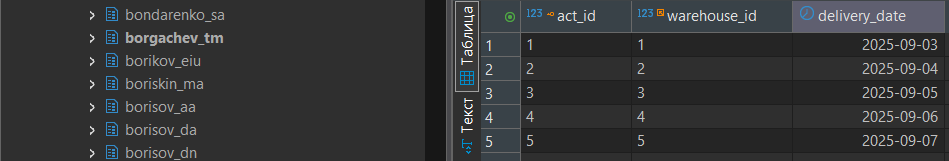 bondarenko_sa
borgachev_tm
borikov_eiu
boriskin_ma
borisov_aa
borisov_da
borisov_dn
Таблица
Текст
123 act_id 123 warehouse_id delivery_date
1 1 1 2025-09-03
2 2 2 2025-09-04
3 3 3 2025-09-05
4 4 4 2025-09-06
5 5 5 2025-09-07